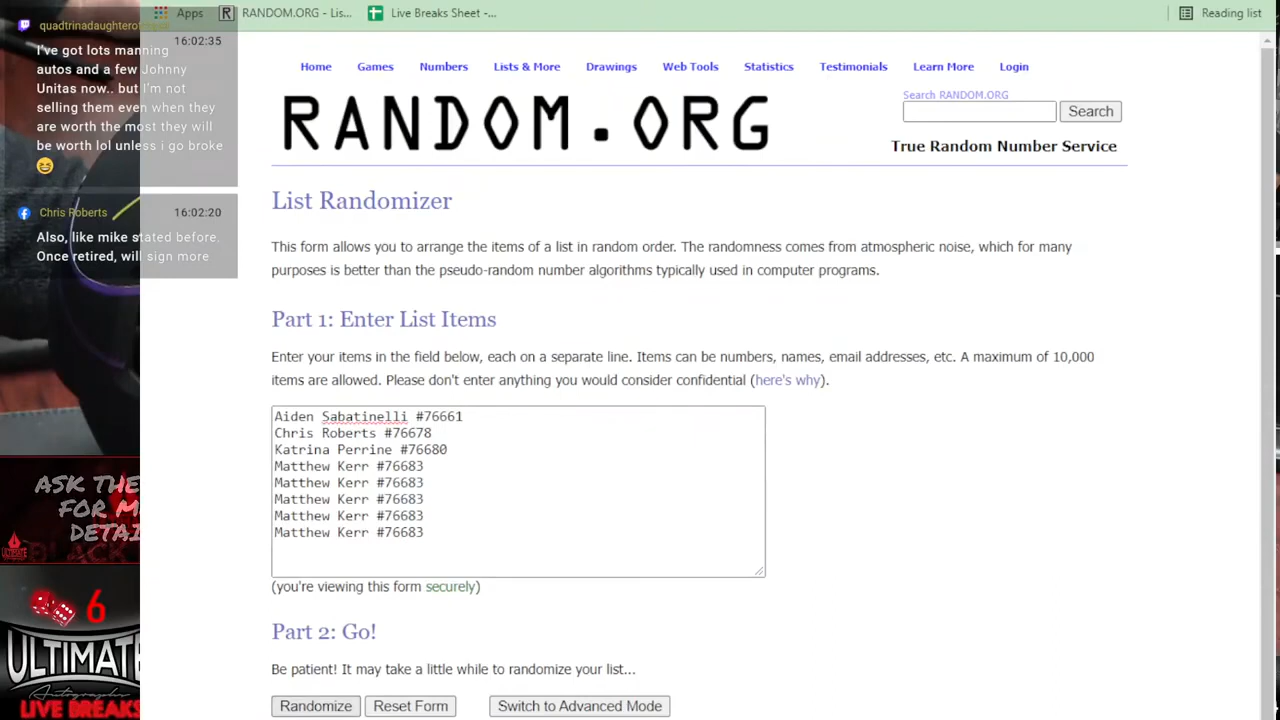 Apps
RANDOM.ORG - Lis...
Live Breaks Sheet -...
Reading list
16:02:35
I've got lots manning
autos and a few Johnny
Unitas now.. but I'm not
selling them even when they
are worth the most they will
be worth lol unless i go broke
Chris Roberts
16:02:20
Also, like mike stated before.
Once retired, will sign more
Home
Games
Numbers
Lists & More
Drawings
Web Tools
Statistics
Testimonials
Learn More
Login
RANDOM.ORG
Search RANDOM.ORG
Search
True Random Number Service
List Randomizer
This form allows you to arrange the items of a list in random order. The randomness comes from atmospheric noise, which for many
purposes is better than the pseudo-random number algorithms typically used in computer programs.
Part 1: Enter List Items
Enter your items in the field below, each on a separate line. Items can be numbers, names, email addresses, etc. A maximum of 10,000
items are allowed. Please don't enter anything you would consider confidential (here's why).
Aiden Sabatinelli #76661
Chris Roberts #76678
Katrina Perrine #76680
Matthew Kerr #76683
Matthew Kerr #76683
Matthew Kerr #76683
Matthew Kerr #76683
Matthew Kerr #76683
(you're viewing this form securely)
Part 2: Go!
Be patient! It may take a little while to randomize your list...
Randomize
Reset Form
Switch to Advanced Mode
ASK THE
FOR M
DETAI
6
ULTIMATE
Autographs
LIVE BREAKS